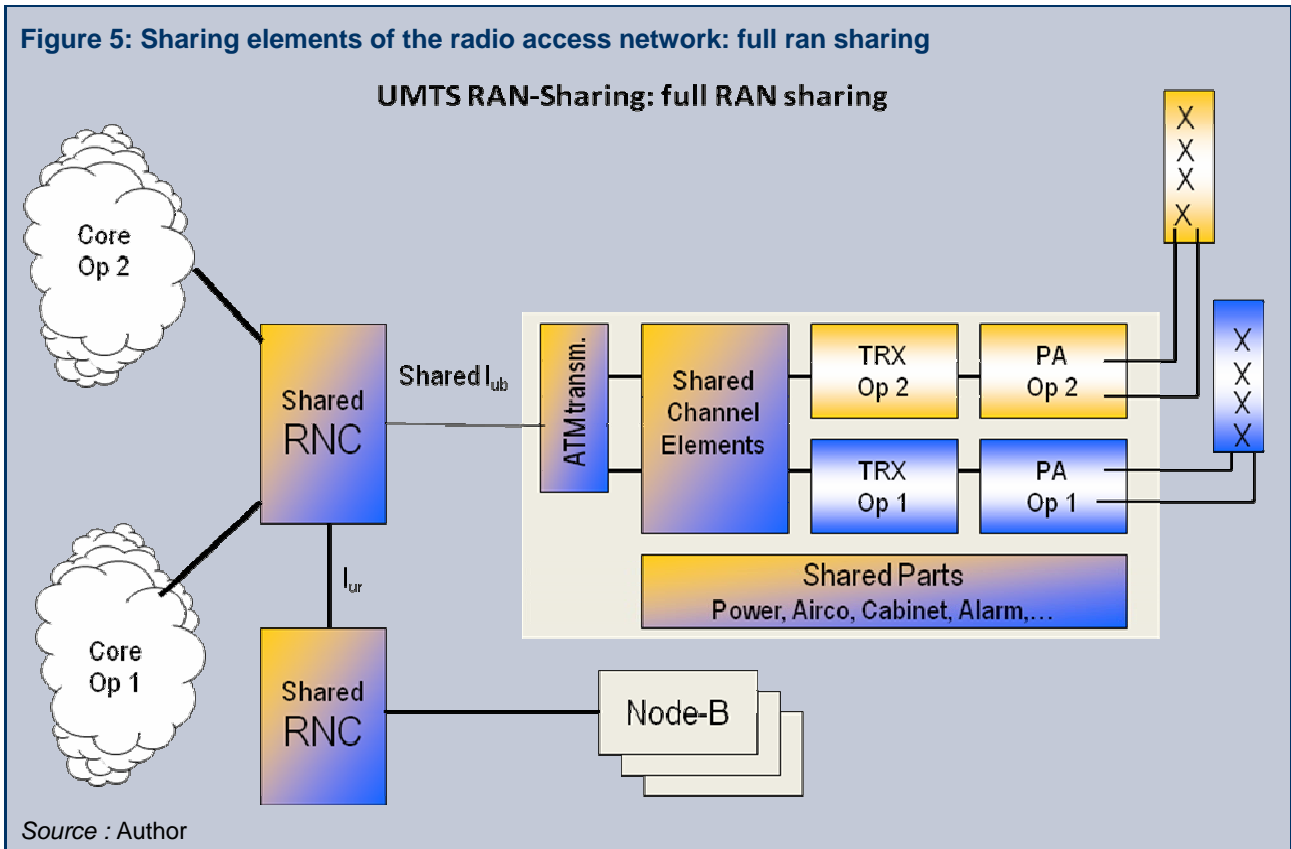 Figure 5: Sharing elements of the radio access network: full ran sharing
UMTS RAN-Sharing: full RAN sharing
Core
Op 2
Shared
RNC
Shared Iub
ATM transm.
Shared
Channel
Elements
TRX
Op 2
PA
Op 2
X
X
X
X
TRX
Op 1
PA
Op 1
X
X
X
X
Shared Parts
Power, Airco, Cabinet, Alarm,...
Core
Op 1
Iur
Shared
RNC
Node-B
Source : Author